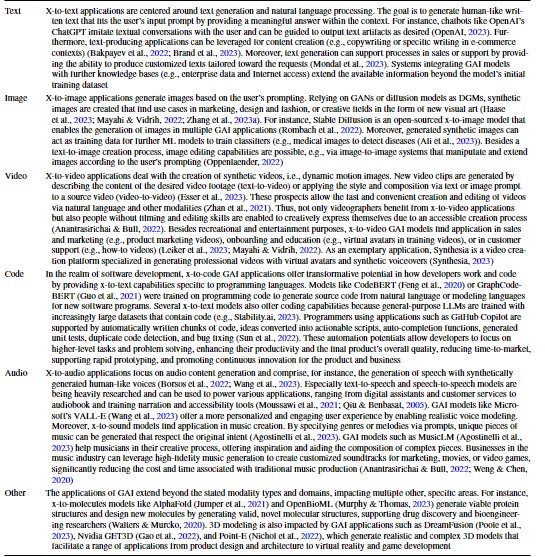 Text X-to-text applications are centered around text generation and natural language processing. The goal is to generate human-like writ-
ten text that fits the user's input prompt by providing a meaningful answer within the context. For instance, chatbots like OpenAI's
ChatGPT imitate textual conversations with the user and can be guided to output text artifacts as desired (OpenAI, 2023). Fur-
thermore, text-producing applications can be leveraged for content creation (e.g., copywriting or specific writing in e-commerce
contexts) (Bakpayev et al., 2022; Brand et al., 2023). Moreover, text generation can support processes in sales or support by provid-
ing the ability to produce customized texts tailored toward the requests (Mondal et al., 2023). Systems integrating GAI models
with further knowledge bases (e.g., enterprise data and Internet access) extend the available information beyond the model's initial
training dataset
Image X-to-image applications generate images based on the user's prompting. Relying on GANs or diffusion models as DGMs, synthetic
images are created that find use cases in marketing, design and fashion, or creative fields in the form of new visual art (Haase
et al., 2023; Mayahi & Vidrih, 2022; Zhang et al., 2023a). For instance, Stable Diffusion is an open-sourced x-to-image model that
enables the generation of images in multiple GAI applications (Rombach et al., 2022). Moreover, generated synthetic images can
act as training data for further ML models to train classifiers (e.g., medical images to detect diseases (Ali et al., 2023)). Besides a
text-to-image creation process, image editing capabilities are possible, e.g., via image-to-image systems that manipulate and extend
images according to the user's prompting (Oppenlaender, 2022)
Video X-to-video applications deal with the creation of synthetic videos, i.e., dynamic motion images. New video clips are generated by
describing the content of the desired video footage (text-to-video) or applying the style and composition via text or image prompt
to a source video (video-to-video) (Esser et al., 2023). These prospects allow the fast and convenient creation and editing of videos
via natural language and other modalities (Zhan et al., 2021). Thus, not only videographers benefit from x-to-video applications
but also people without filming and editing skills are enabled to creatively express themselves due to an accessible creation process
(Anantrasirichai & Bull, 2022). Besides recreational and entertainment purposes, x-to-video GAI models find application in sales
and marketing (e.g., product marketing videos), onboarding and education (e.g., virtual avatars in training videos), or in customer
support (e.g., how-to videos) (Leiker et al., 2023; Mayahi & Vidrih, 2022). As an exemplary application, Synthesia is a video crea-
tion platform specialized in generating professional videos with virtual avatars and synthetic voiceovers (Synthesia, 2023)
Code In the realm of software development, x-to-code GAI applications offer transformative potential in how developers work and code
by providing x-to-text capabilities specific to programming languages. Models like CodeBERT (Feng et al., 2020) or GraphCode-
BERT (Guo et al., 2021) were trained on programming code to generate source code from natural language or modeling languages
for new software programs. Several x-to-text models also offer coding capabilities because general-purpose LLMs are trained with
increasingly large datasets that contain code (e.g., Stability.ai, 2023). Programmers using applications such as GitHub Copilot are
supported by automatically written chunks of code, ideas converted into actionable scripts, auto-completion functions, generated
unit tests, duplicate code detection, and bug fixing (Sun et al., 2022). These automation potentials allow developers to focus on
higher-level tasks and problem solving, enhancing their productivity and the final product's overall quality, reducing time-to-market,
supporting rapid prototyping, and promoting continuous innovation for the product and business
Audio X-to-audio applications focus on audio content generation and comprise, for instance, the generation of speech with synthetically
generated human-like voices (Borsos et al., 2022; Wang et al., 2023). Especially text-to-speech and speech-to-speech models are
being heavily researched and can be used to power various applications, ranging from digital assistants and customer services to
audiobook and training narration and accessibility tools (Moussawi et al., 2021; Qiu & Benbasat, 2005). GAI models like Micro-
soft's VALL-E (Wang et al., 2023) offer a more personalized and engaging user experience by enabling realistic voice modeling.
Moreover, x-to-sound models find application in music creation. By specifying genres or melodies via prompts, unique pieces of
music can be generated that respect the original intent (Agostinelli et al., 2023). GAI models such as MusicLM (Agostinelli et al.,
2023) help musicians in their creative process, offering inspiration and aiding the composition of complex pieces. Businesses in
the music industry can leverage high-fidelity music generation to create customized soundtracks for marketing, movies, or video games,
significantly reducing the cost and time associated with traditional music production (Anantrasirichai & Bull, 2022; Weng & Chen,
2020)
Other The applications of GAI extend beyond the stated modality types and domains, impacting multiple other, specific areas. For instance,
x-to-molecules models like AlphaFold (Jumper et al., 2021) and OpenBioML (Murphy & Thomas, 2023) generate viable protein
structures and design new molecules by generating valid, novel molecular structures, supporting drug discovery and bioengineer-
ing research (Walters & Murcko, 2020). 3D modeling is also impacted by GAI applications such as DreamFusion (Poole et al.,
2023), Nvidia GET3D (Gao et al., 2022), and Point-E (Nichol et al., 2022), which generate realistic and complex 3D models that
facilitate a range of applications from product design and architecture to virtual reality and game development